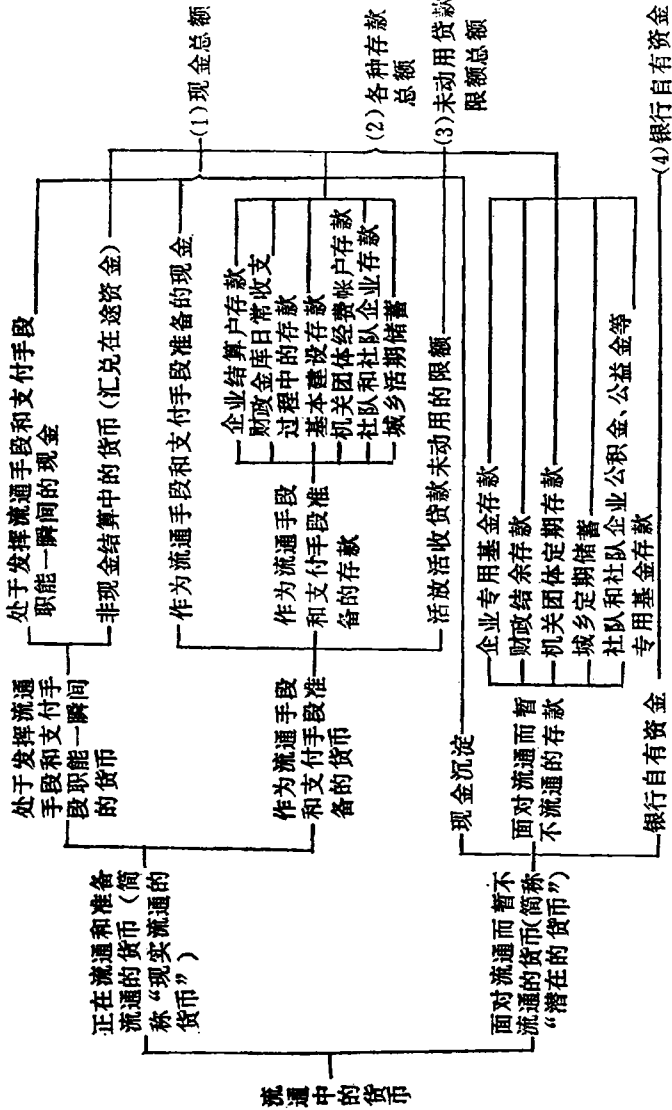 流通中的
货币
正在流通和准备
流通的货币（简
称“现实流通的
货币”）
处于发挥流通
手段和支付手
段职能一瞬间
的货币
处于发挥流通手段和支付手段
职能一瞬间的现金
非现金结算中的货币（汇兑在途资金）
作为流通手段
和支付手段准
备的货币
作为流通手段和支付手段准备的现金
作为流通手段
和支付手段准
备的存款
企业结算户存款
财政金库日常收支
过程中的存款
基本建设存款
机关团体经费帐户存款
社队和社队企业存款
城乡活期储蓄
活放活收贷款未动用的限额
面对流通而暂不
流通的货币（简称
“潜在的货币”）
现金沉淀
面对流通而暂
不流通的存款
企业专用基金存款
财政结余存款
机关团体定期存款
城乡定期储蓄
社队和社队企业公积金、公益金等
专用基金存款
银行自有资金
(1)现金总额
(2)各种存款
总额
(3)未动用贷款
限额总额
(4)银行自有资金